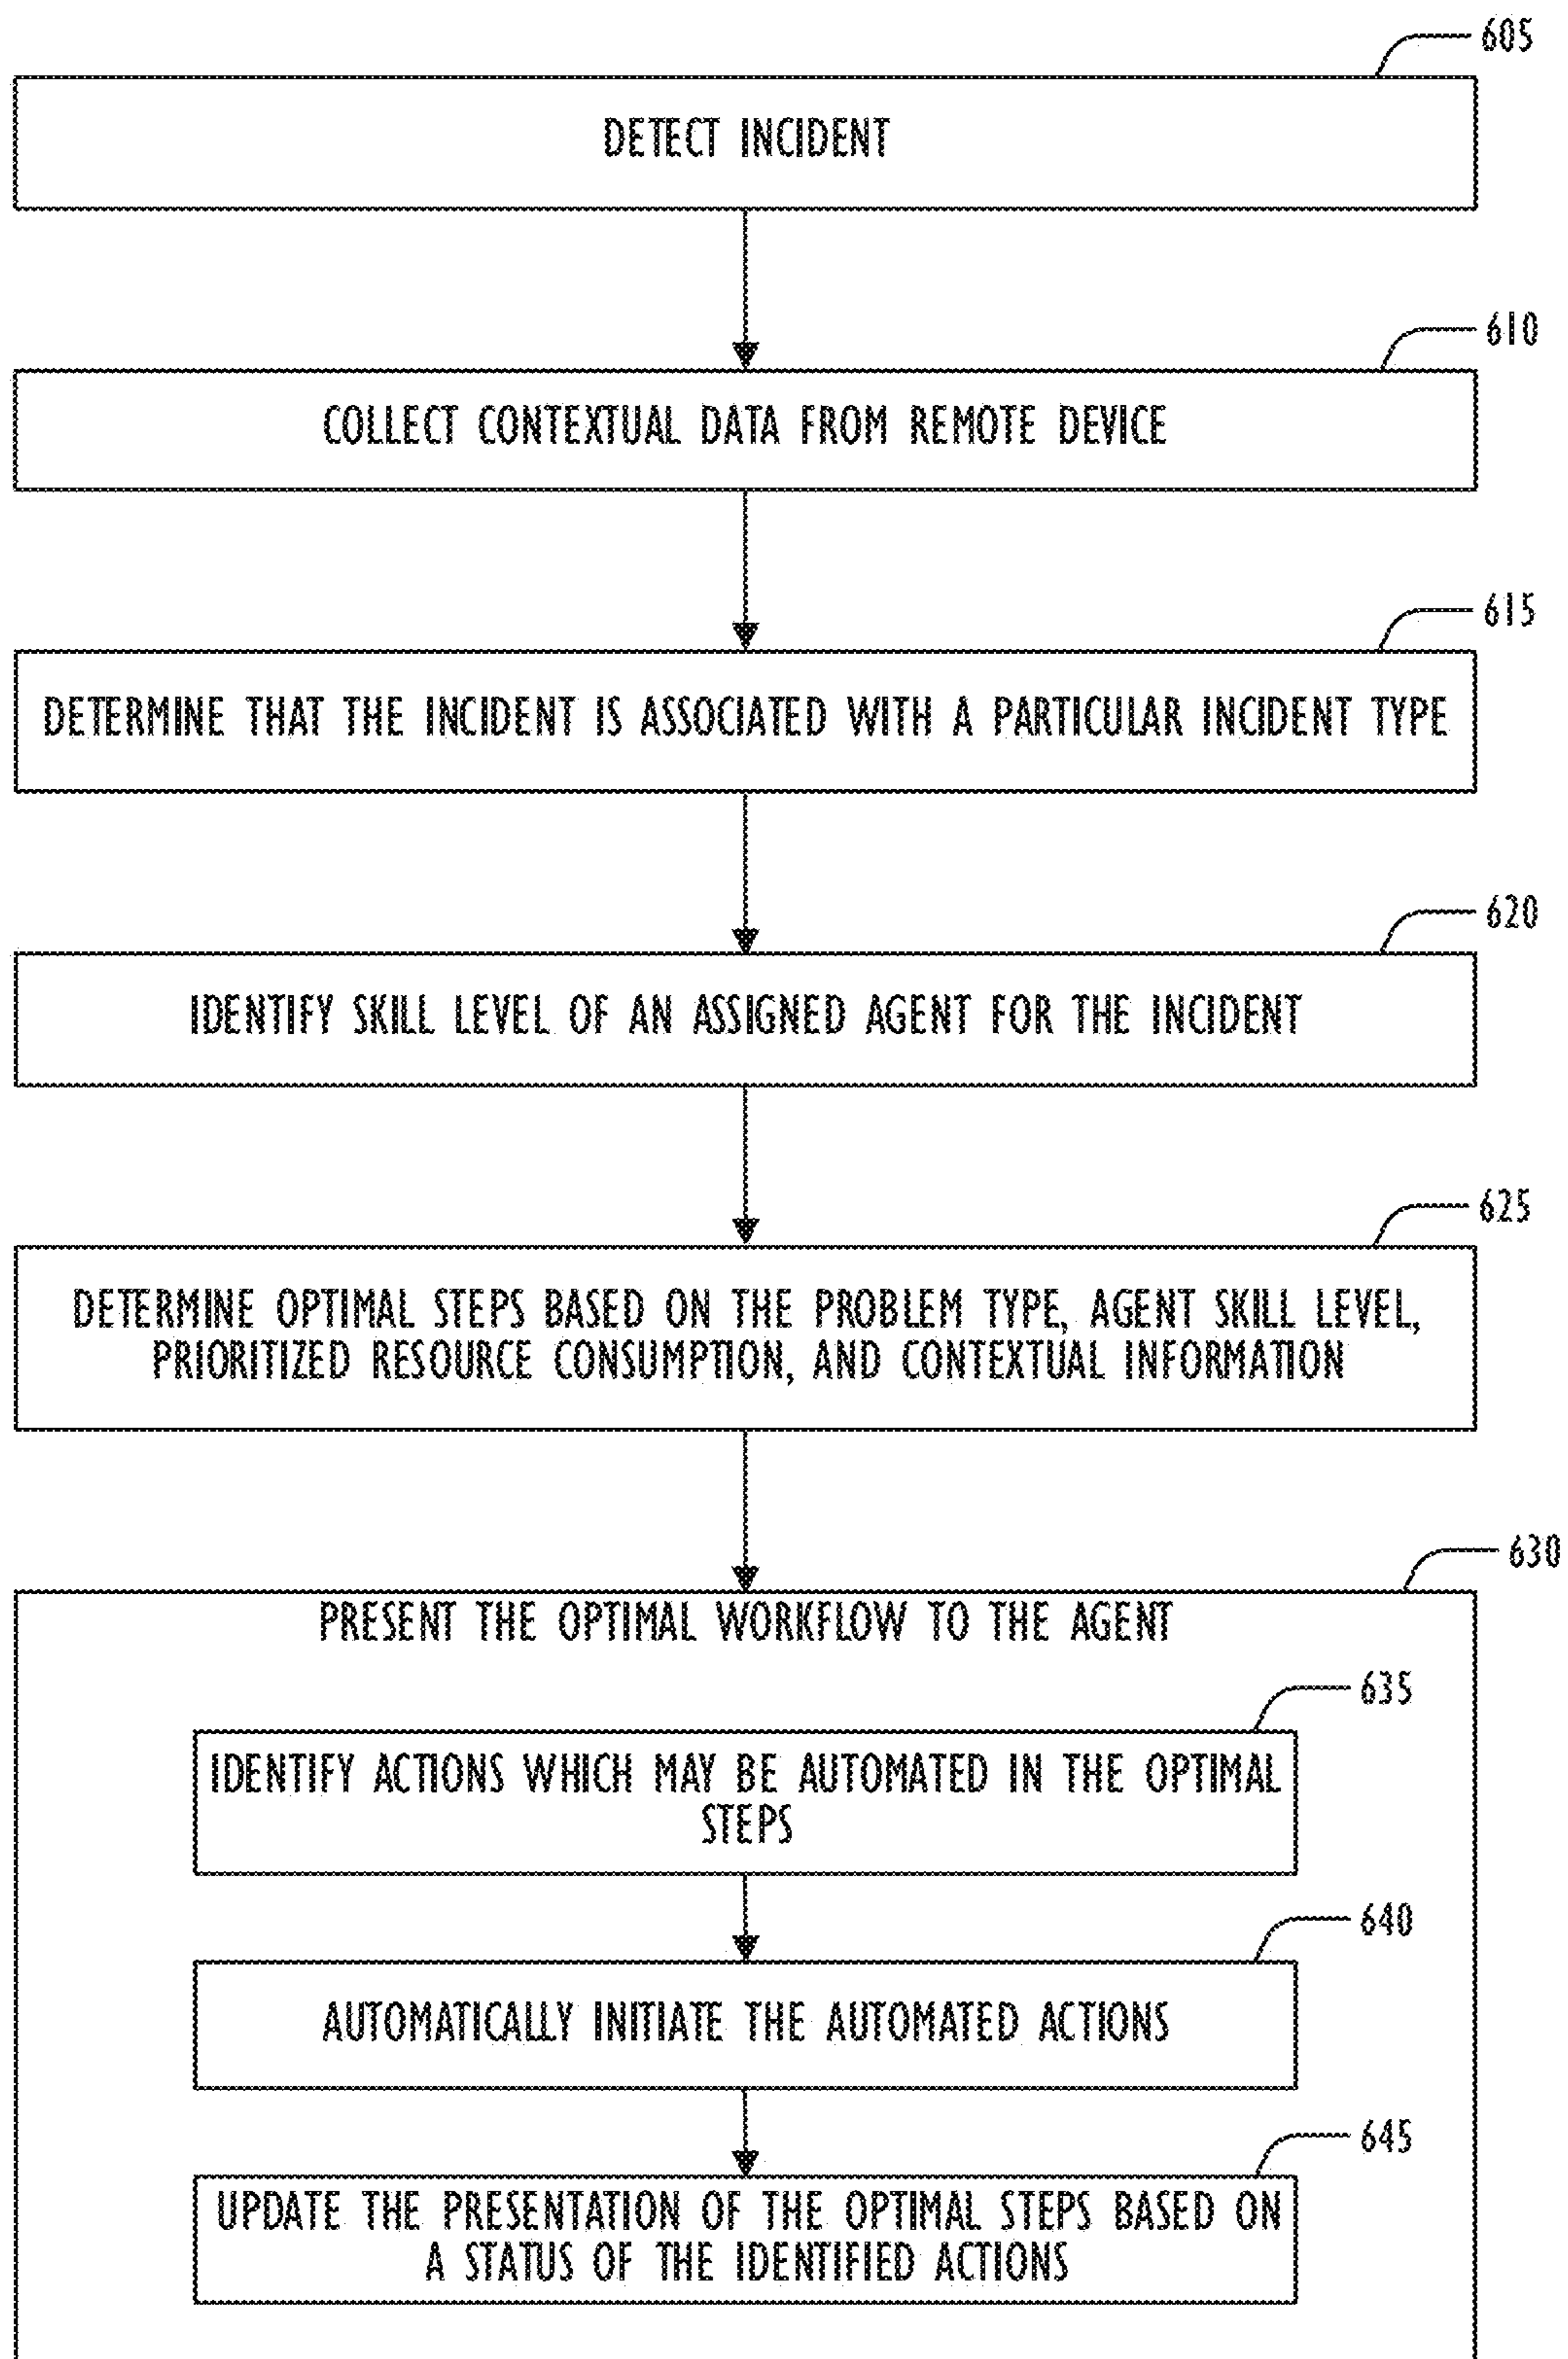 605
DETECT INCIDENT
610
COLLECT CONTEXTUAL DATA FROM REMOTE DEVICE
615
DETERMINE THAT THE INCIDENT IS ASSOCIATED WITH A PARTICULAR INCIDENT TYPE
620
IDENTIFY SKILL LEVEL OF AN ASSIGNED AGENT FOR THE INCIDENT
625
DETERMINE OPTIMAL STEPS BASED ON THE PROBLEM TYPE, AGENT SKILL LEVEL,
PRIORITIZED RESOURCE CONSUMPTION, AND CONTEXTUAL INFORMATION
630
PRESENT THE OPTIMAL WORKFLOW TO THE AGENT
635
IDENTIFY ACTIONS WHICH MAY BE AUTOMATED IN THE OPTIMAL
STEPS
640
AUTOMATICALLY INITIATE THE AUTOMATED ACTIONS
645
UPDATE THE PRESENTATION OF THE OPTIMAL STEPS BASED ON
A STATUS OF THE IDENTIFIED ACTIONS